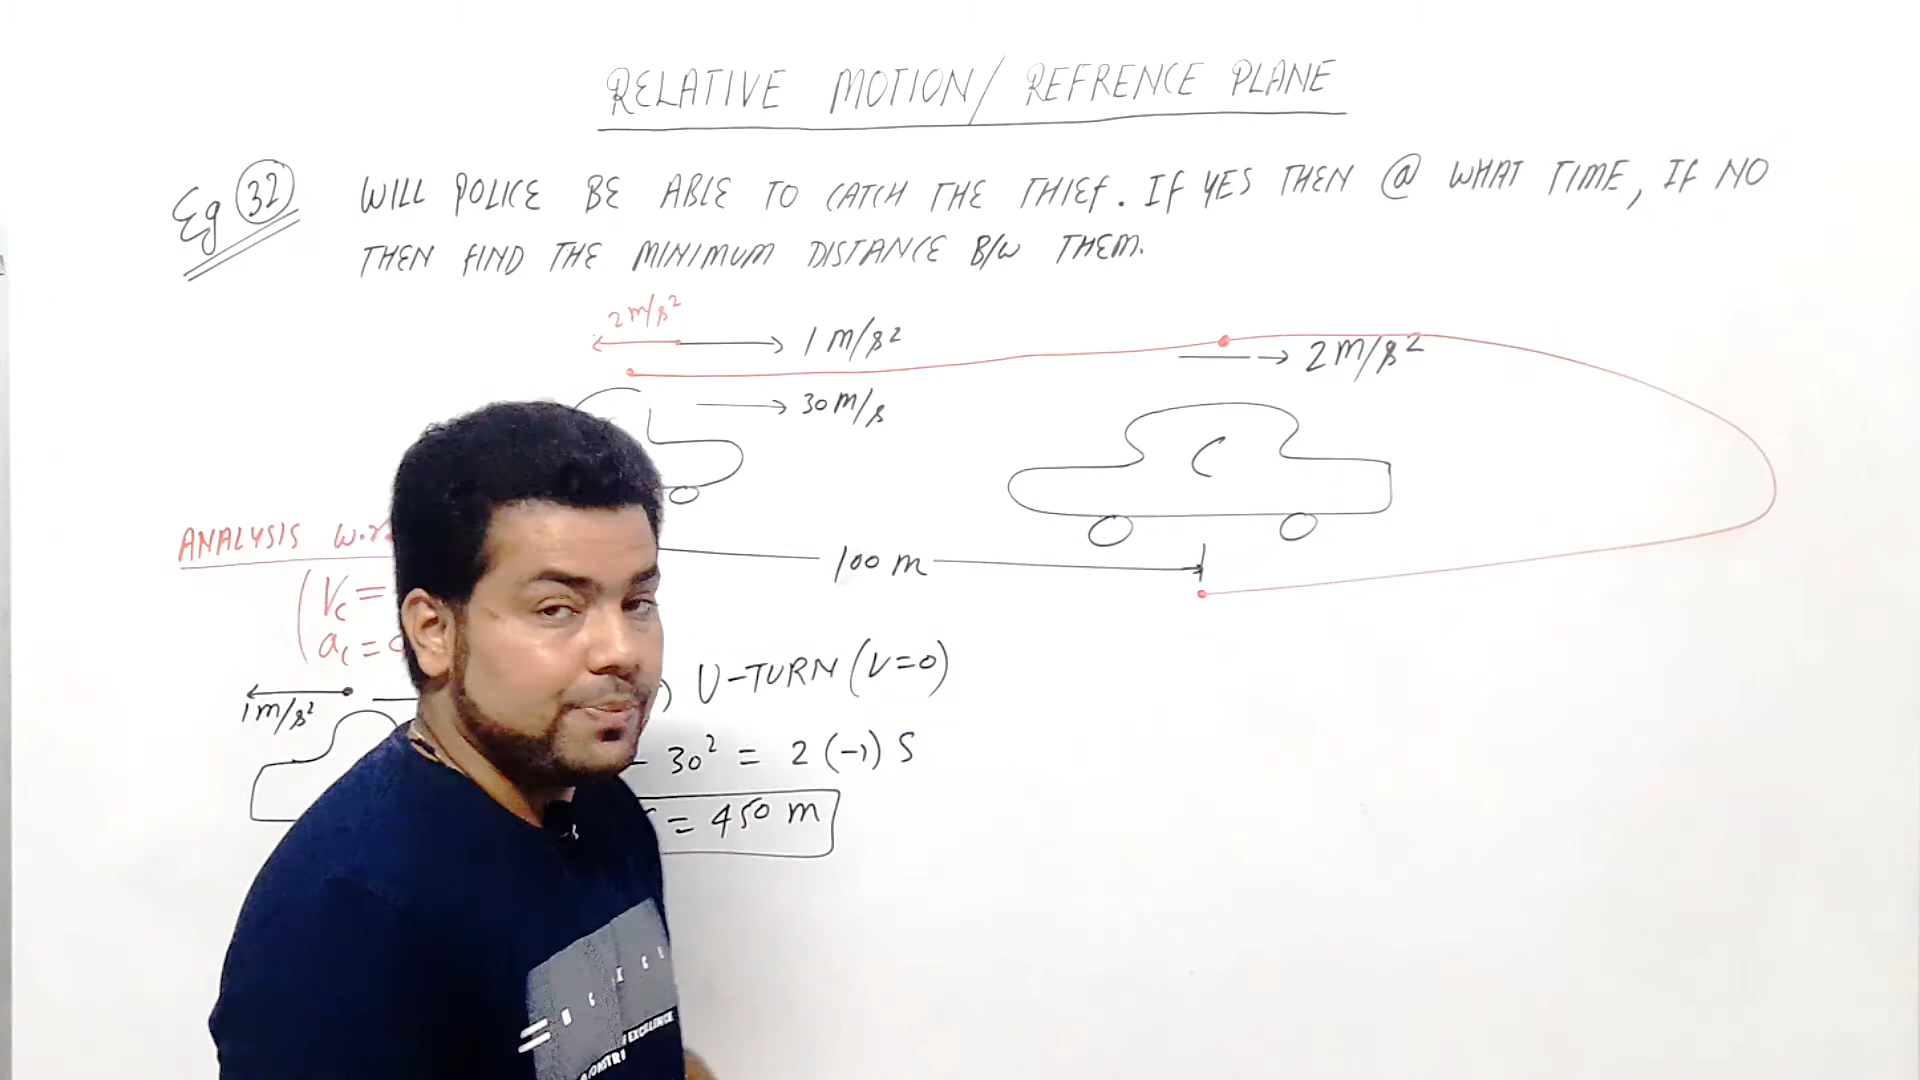 RELATIVE MOTION/ REFRENCE PLANE
Eg 32 WILL POLICE BE ABLE TO CATCH THE THIEF. IF YES THEN @ WHAT TIME, IF NO
THEN FIND THE MINIMUM DISTANCE B/W THEM.
2 m/s²
1 m/s²
2 m/s²
30 m/s
C
ANALYSIS w.r
100 m
Vc =
ac =
U-TURN (V=0)
1 m/s²
30² = 2 (-1) S
= 450 m